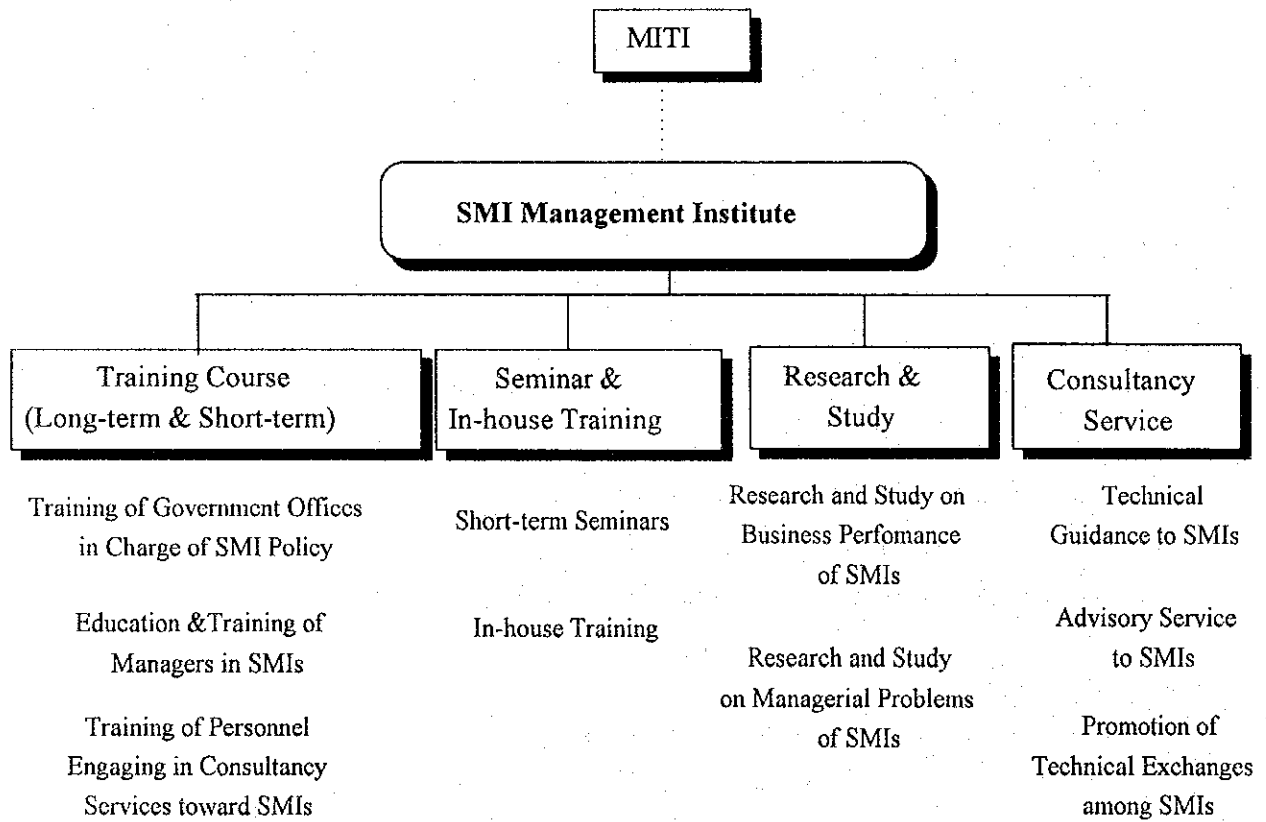 MITI
SMI Management Institute
Training Course
(Long-term & Short-term)
Training of Government Offices
in Charge of SMI Policy
Education &Training of
Managers in SMIs
Training of Personnel
Engaging in Consultancy
Services toward SMIs
Seminar &
In-house Training
Short-term Seminars
In-house Training
Research &
Study
Research and Study on
Business Perfomance
of SMIs
Research and Study
on Managerial Problems
of SMIs
Consultancy
Service
Technical
Guidance to SMIs
Advisory Service
to SMIs
Promotion of
Technical Exchanges
among SMIs